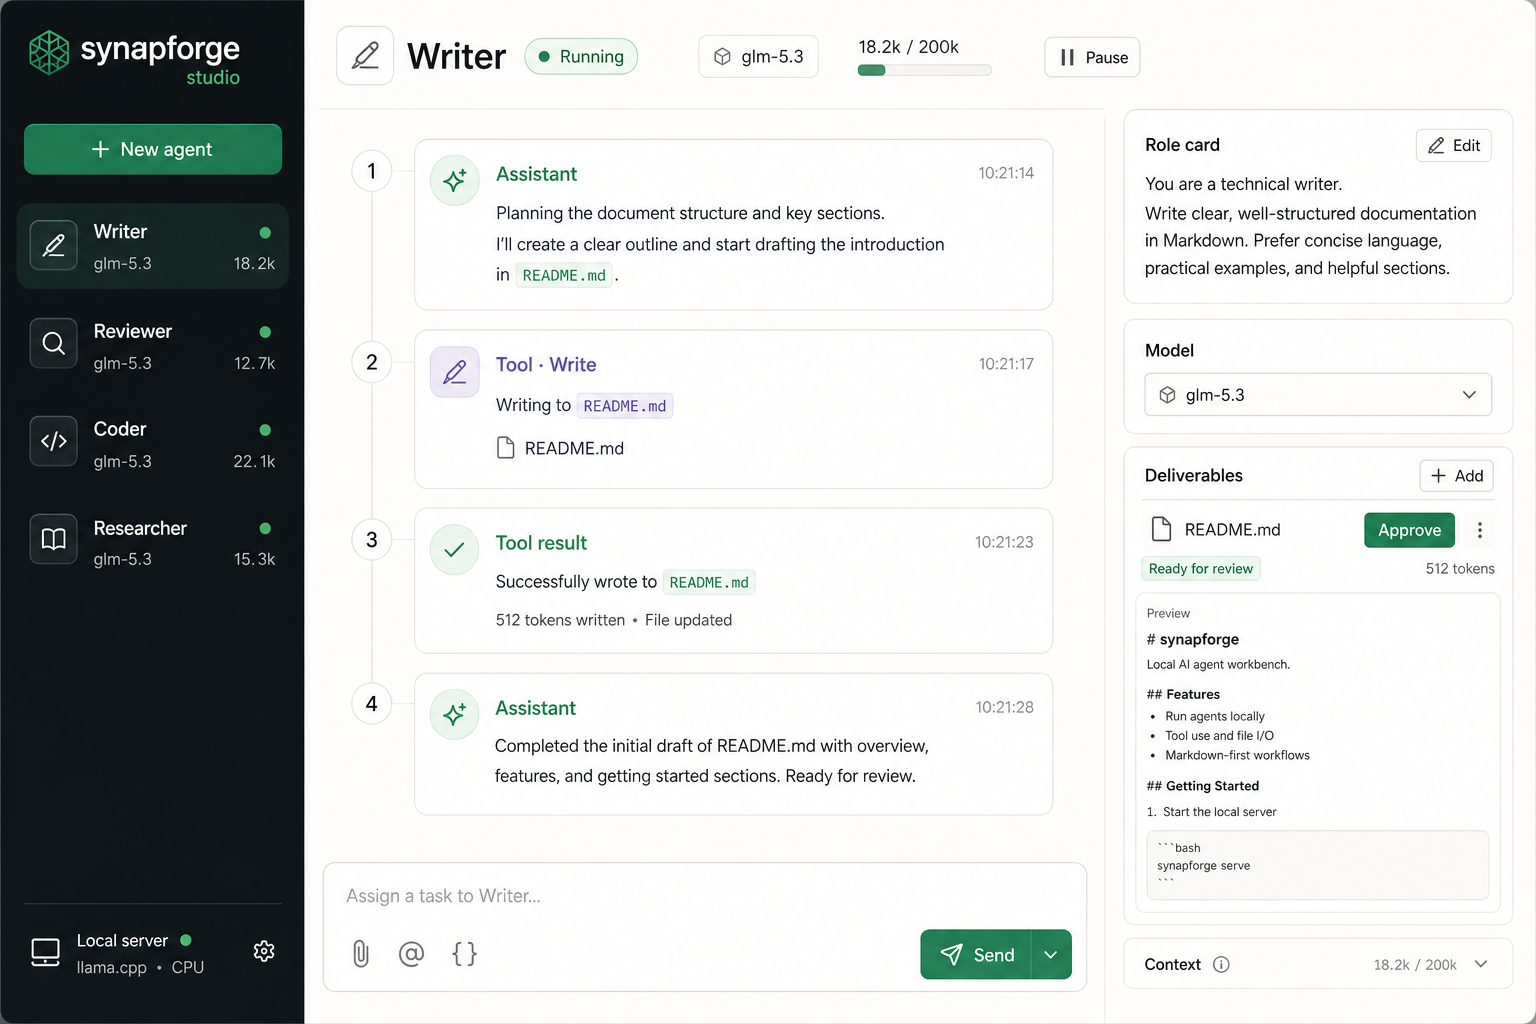 synapforge
studio
+ New agent
Writer
glm-5.3
18.2k
Reviewer
glm-5.3
12.7k
Coder
glm-5.3
22.1k
Researcher
glm-5.3
15.3k
Local server
llama.cpp • CPU
Writer
Running
glm-5.3
18.2k / 200k
Pause
1
Assistant
10:21:14
Planning the document structure and key sections.
I'll create a clear outline and start drafting the introduction
in README.md .
2
Tool · Write
10:21:17
Writing to README.md
README.md
3
Tool result
10:21:23
Successfully wrote to README.md
512 tokens written • File updated
4
Assistant
10:21:28
Completed the initial draft of README.md with overview,
features, and getting started sections. Ready for review.
Assign a task to Writer...
@ {}
Send
Role card
Edit
You are a technical writer.
Write clear, well-structured documentation
in Markdown. Prefer concise language,
practical examples, and helpful sections.
Model
glm-5.3
Deliverables
+ Add
README.md
Approve
Ready for review
512 tokens
Preview
# synapforge
Local AI agent workbench.
## Features
• Run agents locally
• Tool use and file I/O
• Markdown-first workflows
## Getting Started
1. Start the local server
```bash
synapforge serve
```
Context
18.2k / 200k